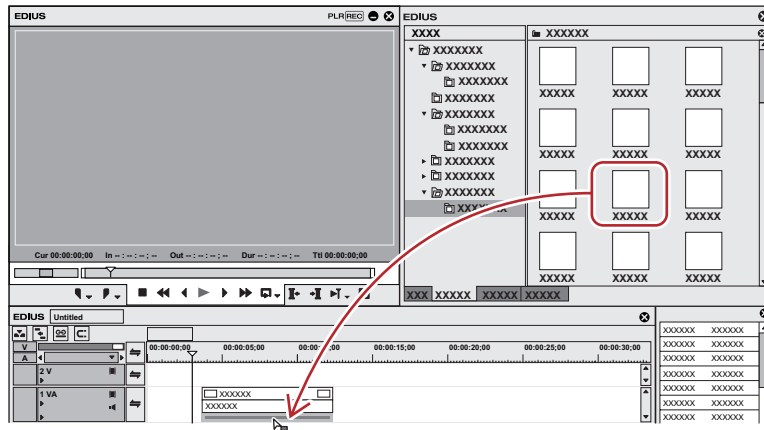 EDIUS
PLR REC
Cur 00:00:00;00 In -- : -- : -- ; -- Out -- : -- : -- ; -- Dur -- : -- : -- ; -- Ttl 00:00:00;00
EDIUS
XXXX
XXXXXXX
XXXXXXX
XXXXXXX
XXXXXXX
XXXXXXX
XXXXXXX
XXXXXXX
XXXXXXX
XXXXXXX
XXXXXXX
XXXXXX
XXXXX XXXXX XXXXX
XXXXX XXXXX XXXXX
XXXXX XXXXX XXXXX
XXXXX XXXXX XXXXX
XXX XXXXX XXXXX XXXXX
EDIUS Untitled
V
A
00:00:00;00 00:00:05;00 00:00:15;00 00:00:20;00 00:00:25;00 00:00:30;00
2 V
1 VA
XXXXXX
XXXXXX
XXXXXX XXXXXX
XXXXXX XXXXXX
XXXXXX XXXXXX
XXXXXX XXXXXX
XXXXXX XXXXXX
XXXXXX XXXXXX
XXXXXX XXXXXX